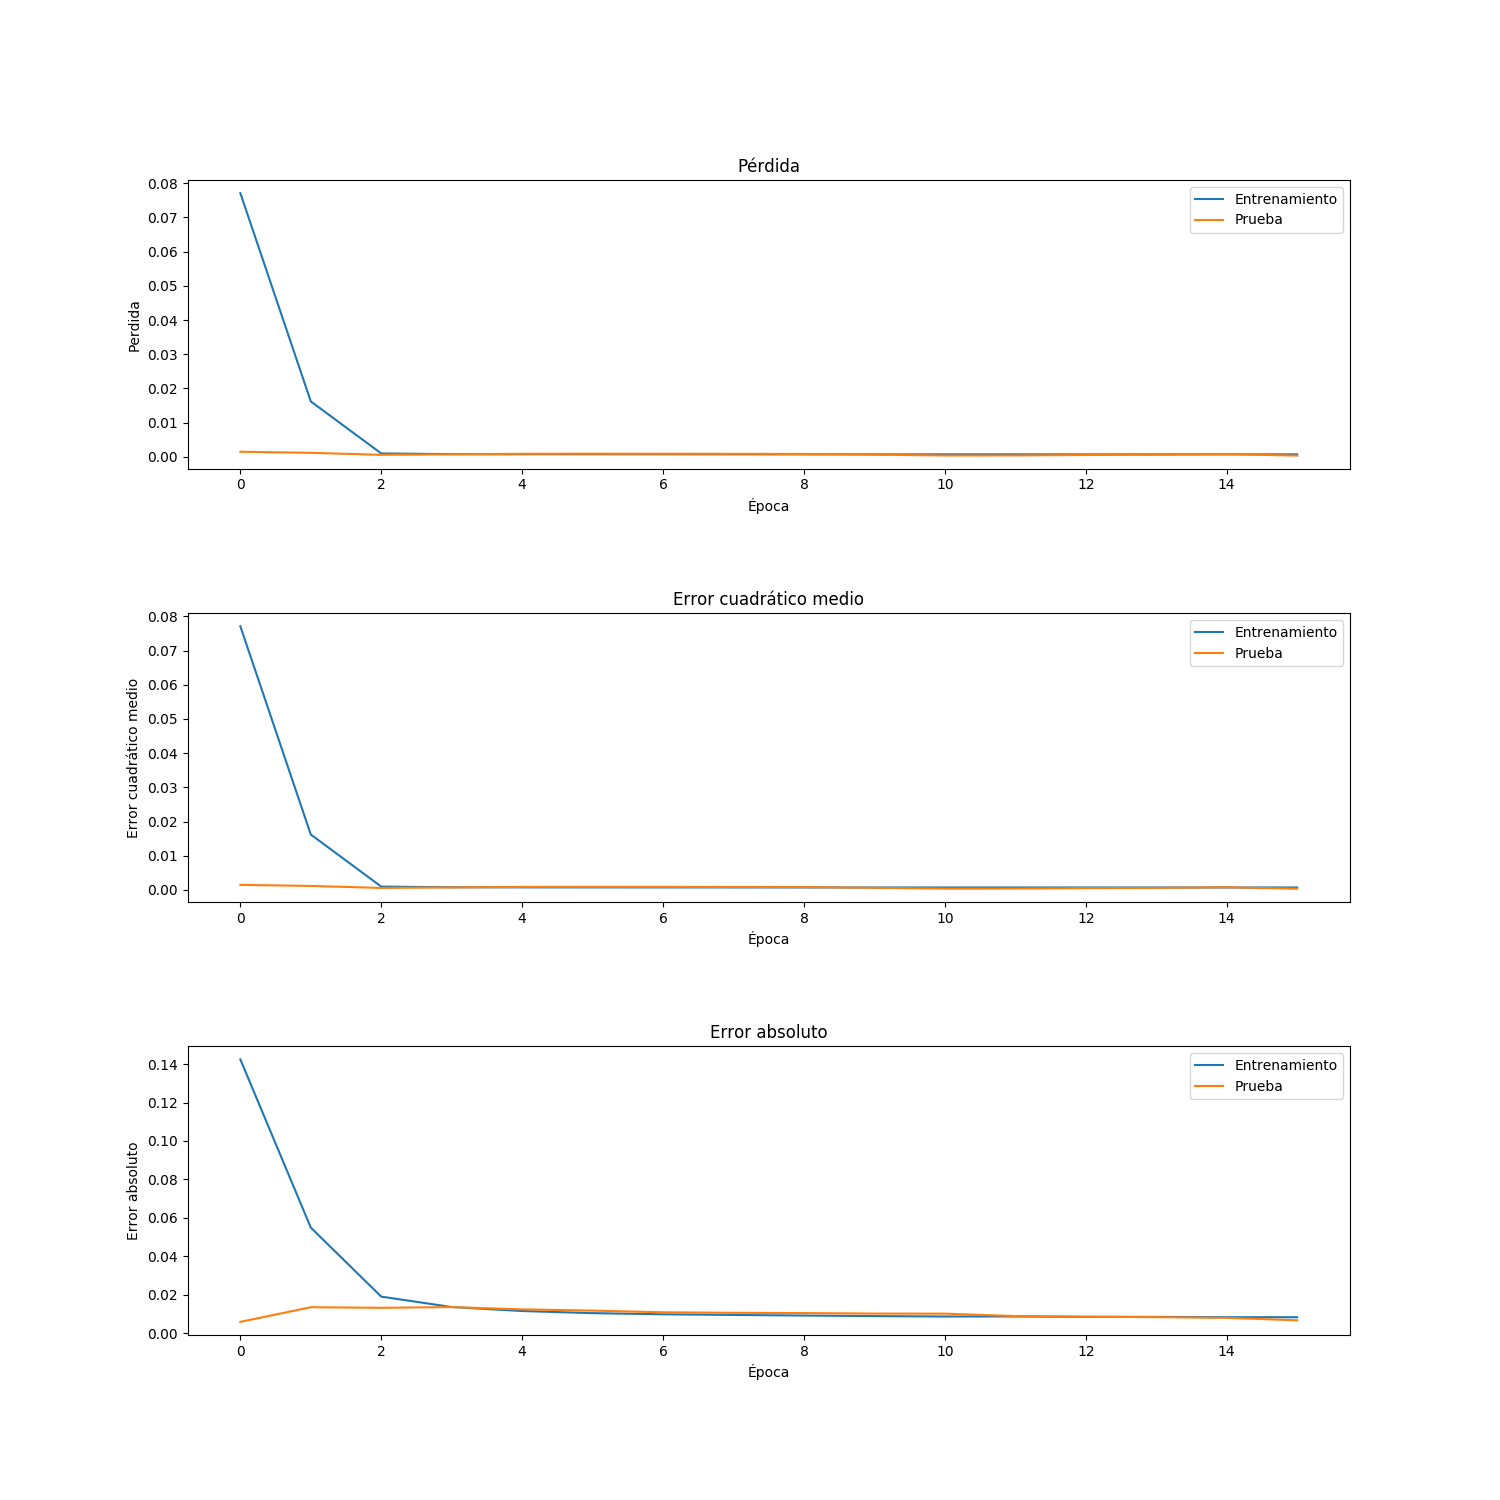 Pérdida
0.08
0.07
0.06
0.05
0.04
0.03
0.02
0.01
0.00
Perdida
Entrenamiento
Prueba
0 2 4 6 8 10 12 14
Época
Error cuadrático medio
0.08
0.07
0.06
0.05
0.04
0.03
0.02
0.01
0.00
Error cuadrático medio
Entrenamiento
Prueba
0 2 4 6 8 10 12 14
Época
Error absoluto
0.14
0.12
0.10
0.08
0.06
0.04
0.02
0.00
Error absoluto
Entrenamiento
Prueba
0 2 4 6 8 10 12 14
Época